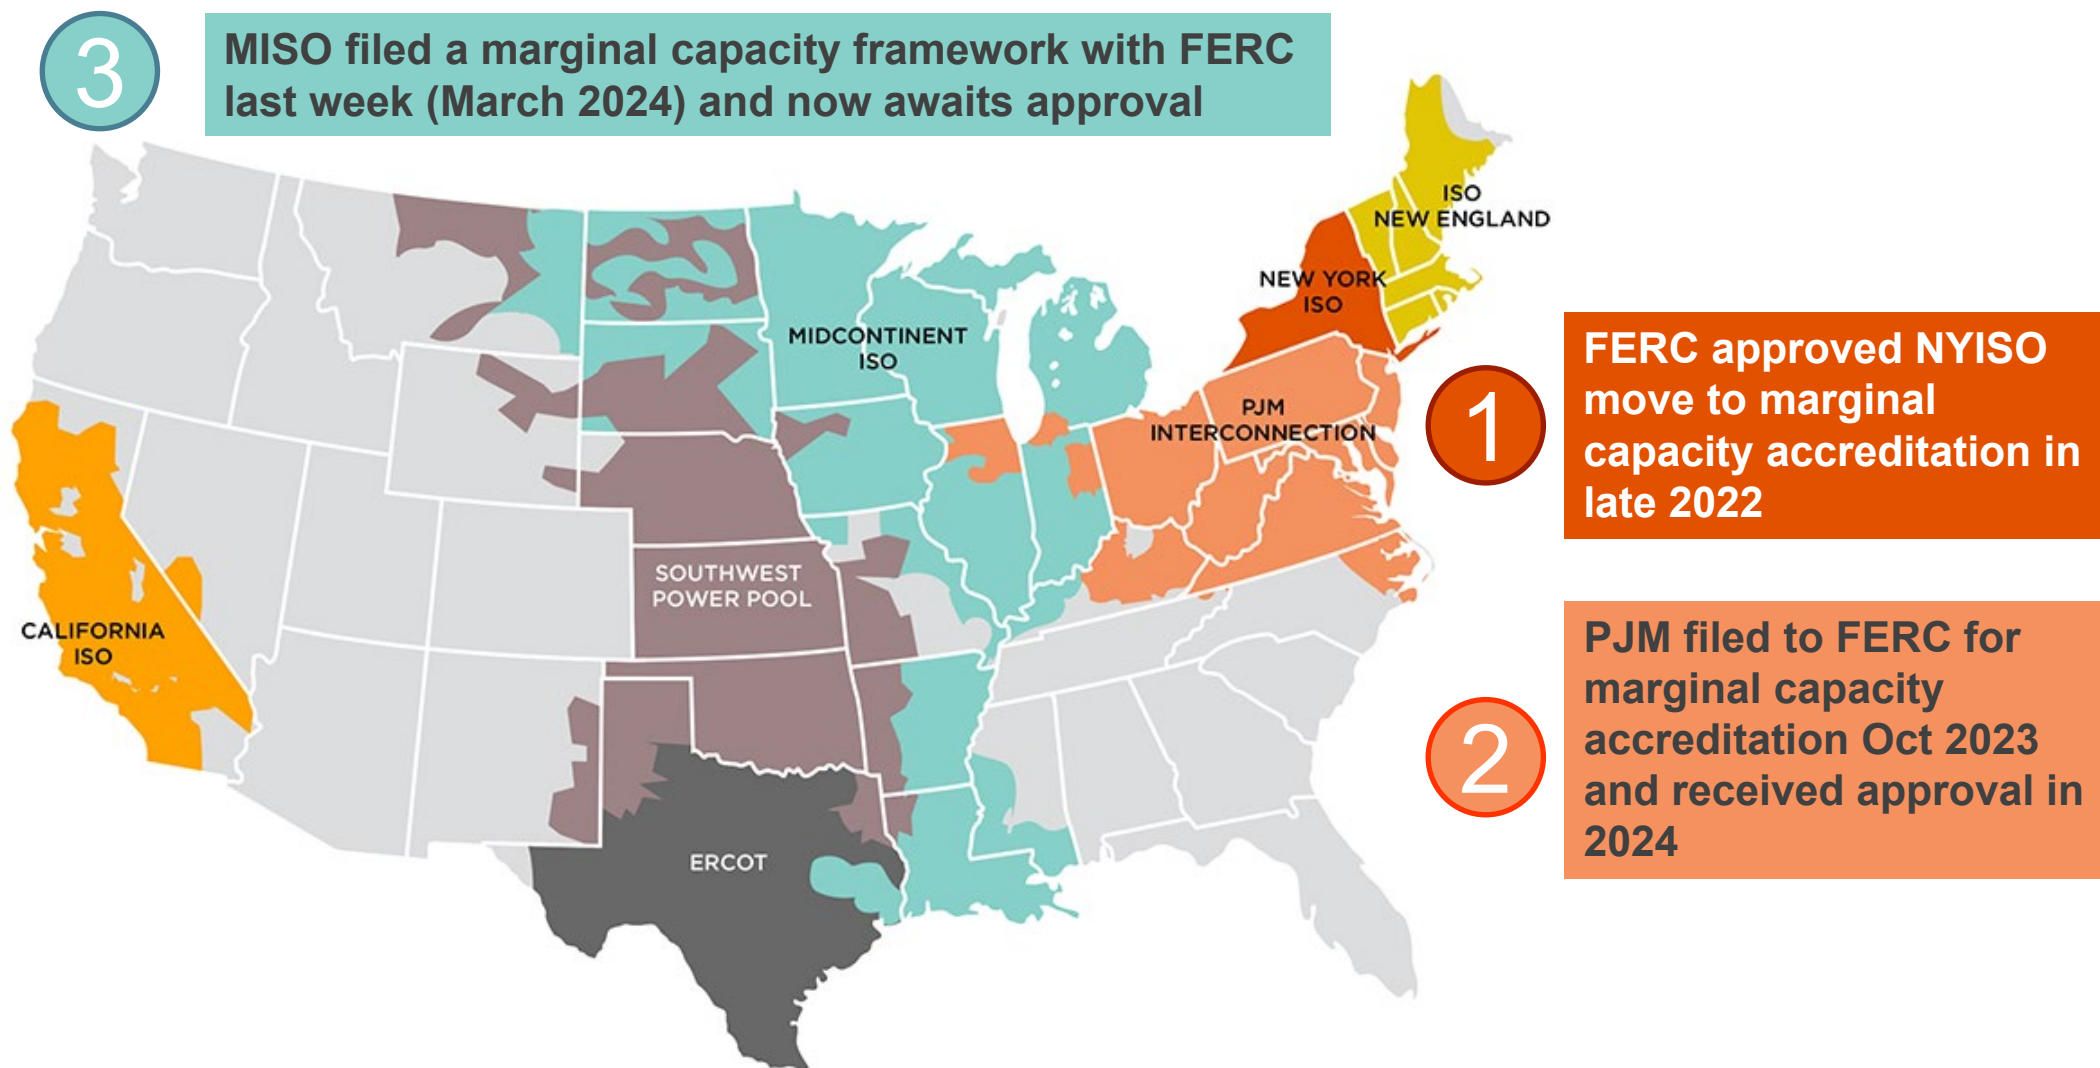 3
MISO filed a marginal capacity framework with FERC
last week (March 2024) and now awaits approval
ISO
NEW ENGLAND
NEW YORK
ISO
MIDCONTINENT
ISO
PJM
INTERCONNECTION
1
FERC approved NYISO
move to marginal
capacity accreditation in
late 2022
SOUTHWEST
POWER POOL
CALIFORNIA
ISO
2
PJM filed to FERC for
marginal capacity
accreditation Oct 2023
and received approval in
2024
ERCOT